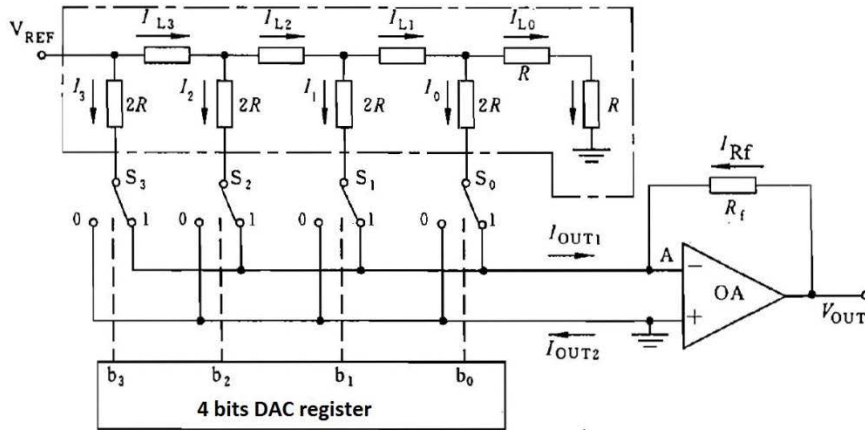 I_L3 I_L2 I_L1 I_L0
V_REF
R
I_3 2R I_2 2R I_1 2R I_0 2R R
S_3 S_2 S_1 S_0
I_Rf
R_f
0 1 0 1 0 1 0 1
I_OUT1
A − OA
+
V_OUT
I_OUT2
b_3 b_2 b_1 b_0
4 bits DAC register